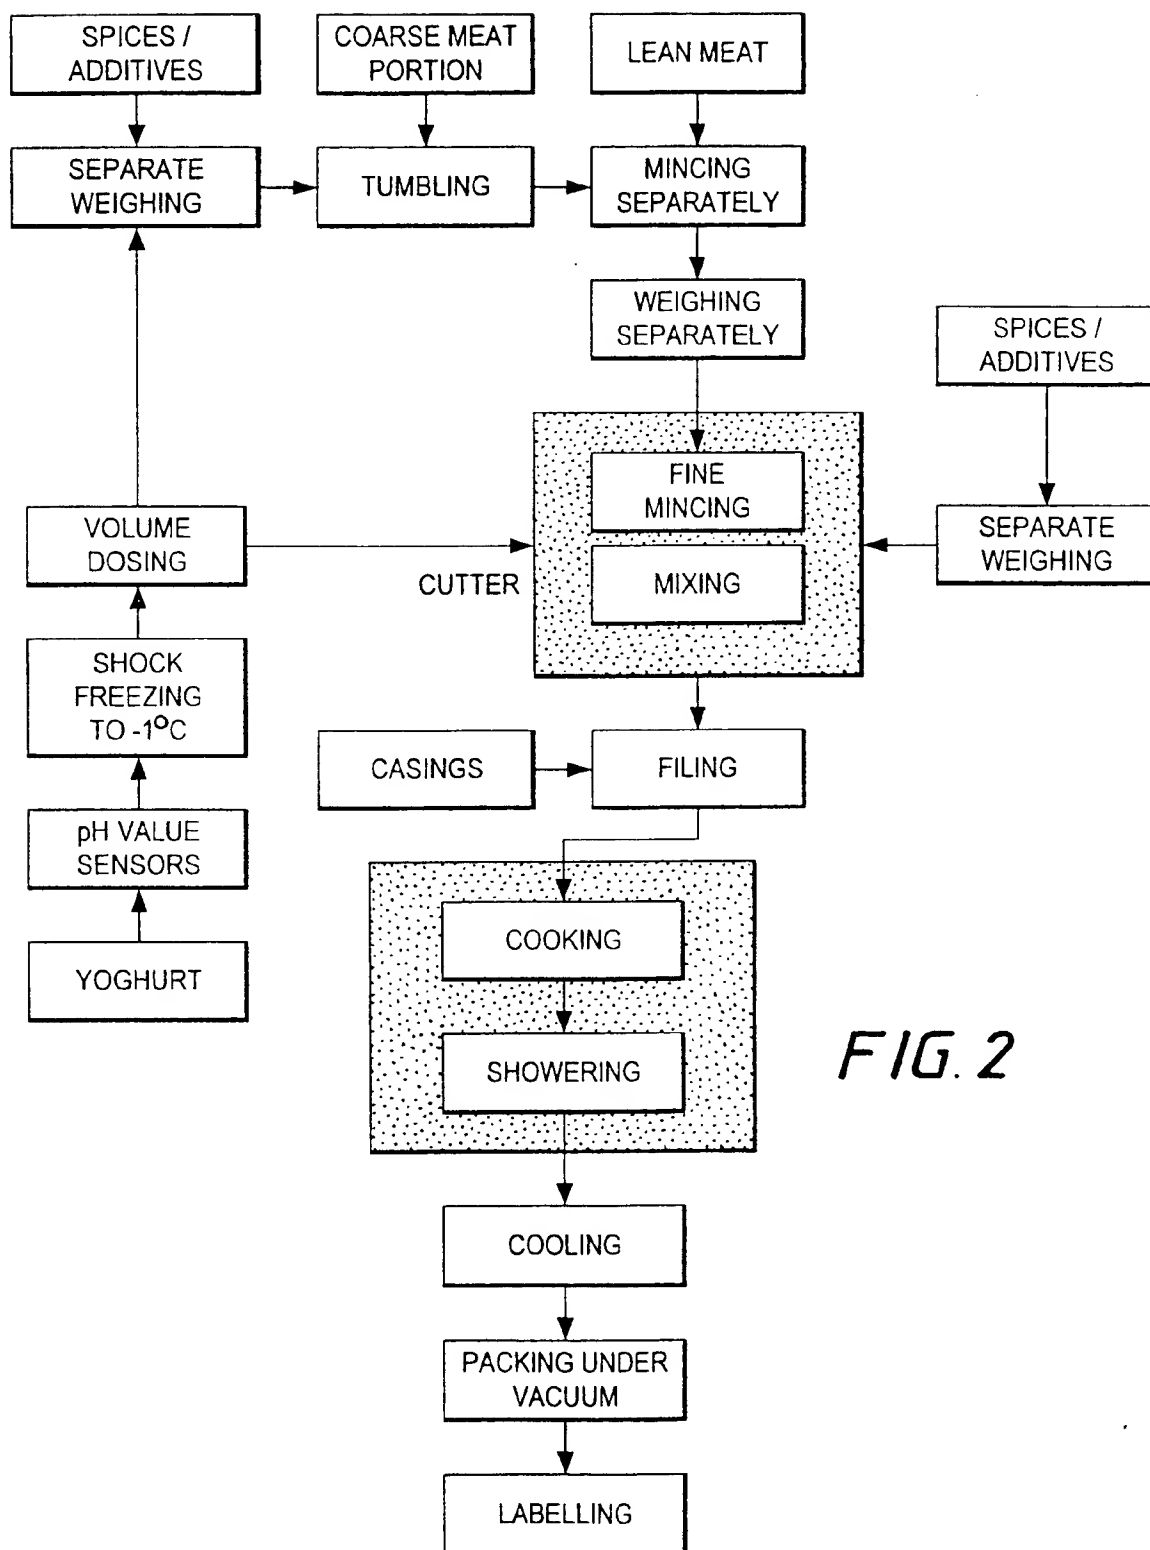 SPICES /
ADDITIVES
COARSE MEAT
PORTION
LEAN MEAT
SEPARATE
WEIGHING
TUMBLING
MINCING
SEPARATELY
WEIGHING
SEPARATELY
SPICES /
ADDITIVES
FINE
MINCING
VOLUME
DOSING
SEPARATE
WEIGHING
CUTTER
MIXING
SHOCK
FREEZING
TO -1°C
CASINGS
FILING
pH VALUE
SENSORS
COOKING
YOGHURT
SHOWERING
FIG. 2
COOLING
PACKING UNDER
VACUUM
LABELLING